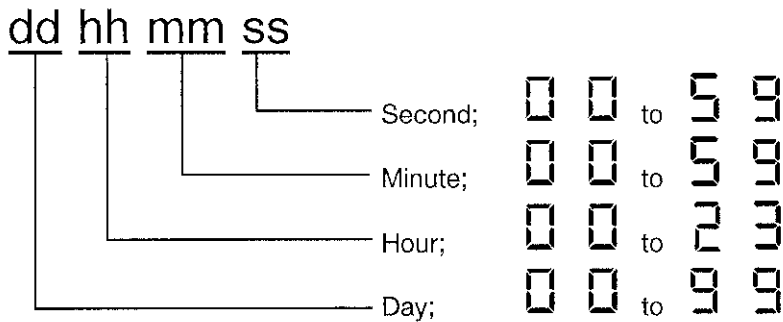 dd hh mm ss
Second; 00 to 59
Minute; 00 to 59
Hour; 00 to 23
Day; 00 to 99